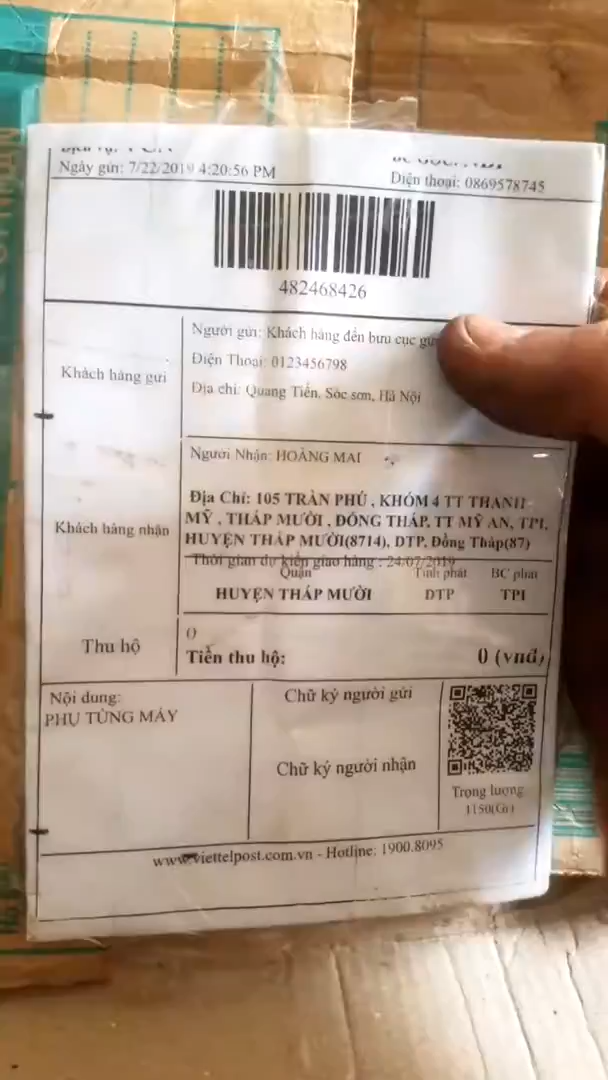 Ngày gửi: 7/22/2019 4:20:56 PM
Điện thoại: 0869578745
482468426
Khách hàng gửi
Người gửi: Khách hàng đến bưu cục
Điện Thoại: 0123456798
Địa chỉ: Quang Tiến, Sóc sơn, Hà Nội
Khách hàng nhận
Người Nhận: HOÀNG MAI
Địa Chỉ: 105 TRẦN PHÚ , KHÓM 4 TT THANH
MỸ , THÁP MƯỜI , ĐỒNG THÁP, TT MỸ AN, TP1,
HUYỆN THÁP MƯỜI(8714), DTP, Đồng Tháp(87)
Thời gian dự kiến giao hàng : 24/07/2019
Quận Tỉnh phát BC phát
HUYỆN THÁP MƯỜI DTP TP1
Thu hộ
0
Tiền thu hộ: 0 (vnđ)
Nội dung:
PHỤ TÙNG MÁY
Chữ ký người gửi
Chữ ký người nhận
Trọng lượng
1150(Gr)
www.viettelpost.com.vn - Hotline: 1900.8095